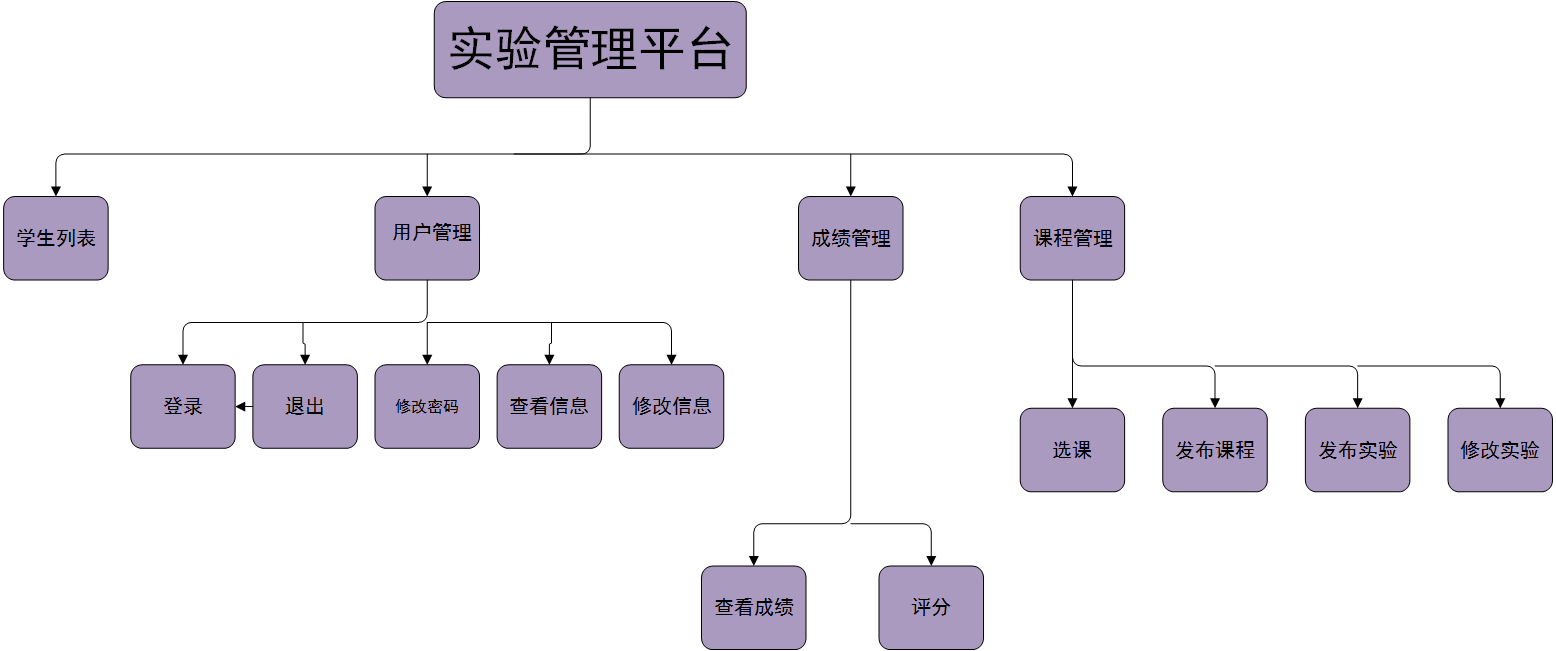 实验管理平台
学生列表
用户管理
成绩管理
课程管理
登录
退出
修改密码
查看信息
修改信息
选课
发布课程
发布实验
修改实验
查看成绩
评分